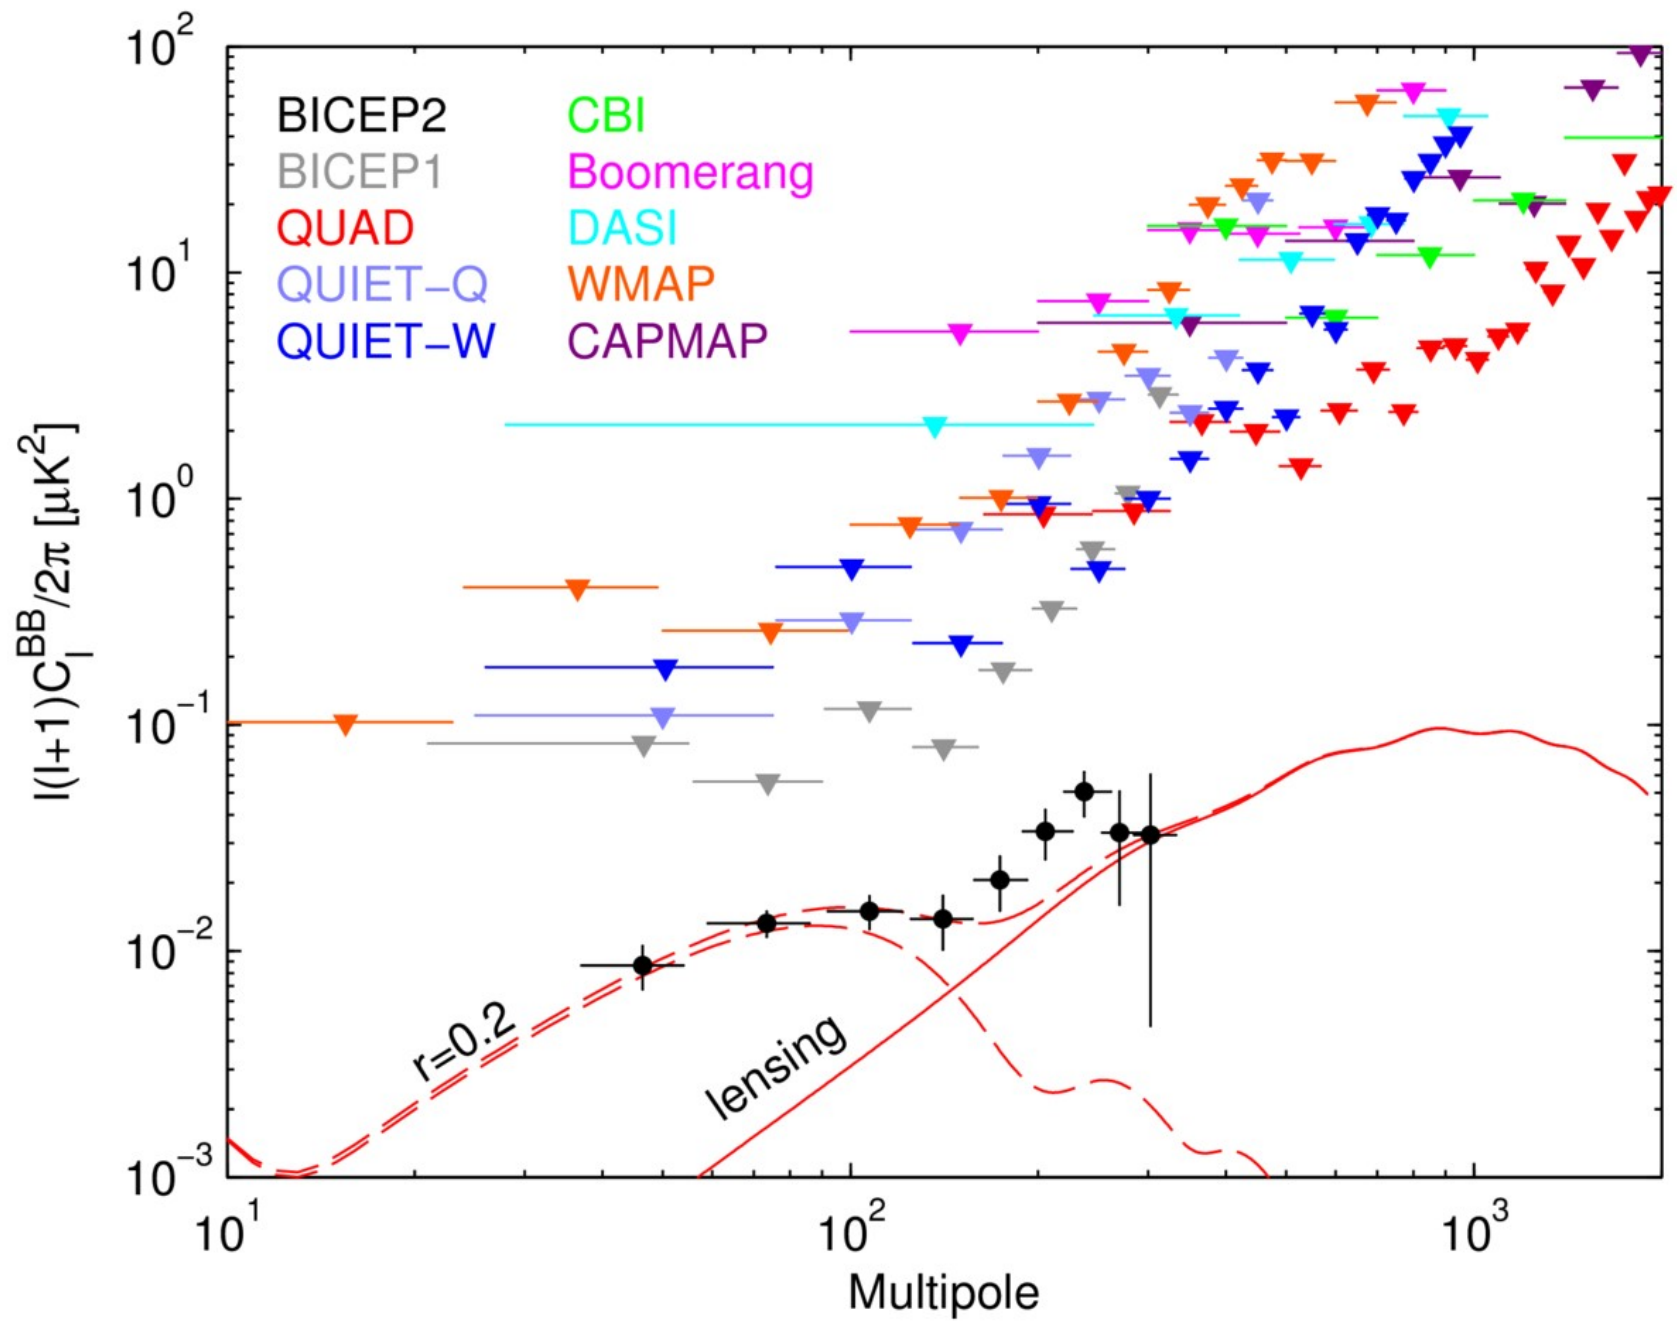 10²
10¹
10⁰
10⁻¹
10⁻²
10⁻³
l(l+1)C_l^BB/2π [μK²]
BICEP2
BICEP1
QUAD
QUIET−Q
QUIET−W
CBI
Boomerang
DASI
WMAP
CAPMAP
r=0.2
lensing
10¹
10²
10³
Multipole